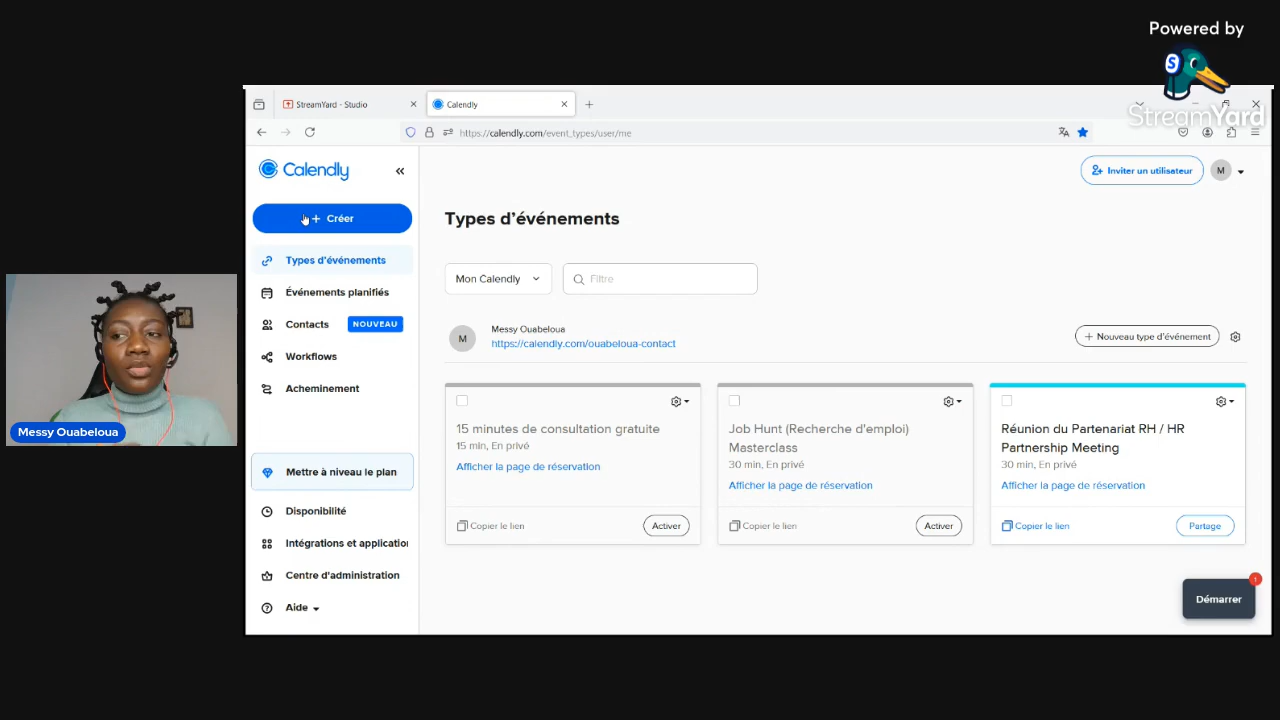 Powered by
S
StreamYard
StreamYard - Studio
Calendly
https://calendly.com/event_types/user/me
Calendly
+ Créer
Types d'événements
Événements planifiés
Contacts NOUVEAU
Workflows
Acheminement
Mettre à niveau le plan
Disponibilité
Intégrations et application
Centre d'administration
Aide
Inviter un utilisateur
M
Types d'événements
Mon Calendly
Filtre
M
Messy Ouabeloua
https://calendly.com/ouabeloua-contact
+ Nouveau type d'événement
15 minutes de consultation gratuite
15 min, En privé
Afficher la page de réservation
Copier le lien
Activer
Job Hunt (Recherche d'emploi)
Masterclass
30 min, En privé
Afficher la page de réservation
Copier le lien
Activer
Réunion du Partenariat RH / HR
Partnership Meeting
30 min, En privé
Afficher la page de réservation
Copier le lien
Partage
1
Démarrer
Messy Ouabeloua